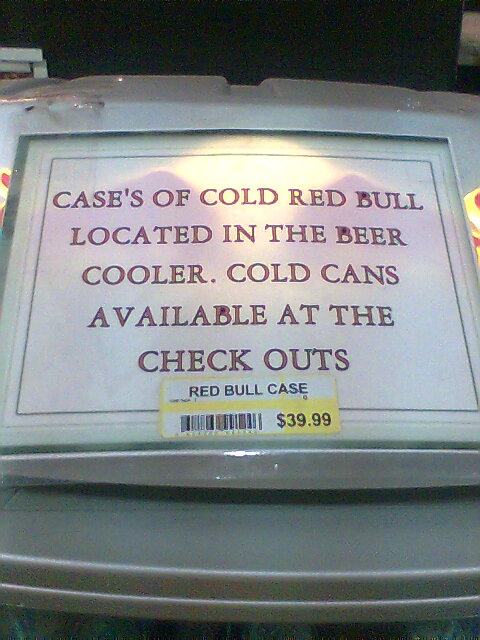 CASE'S OF COLD RED BULL
LOCATED IN THE BEER
COOLER. COLD CANS
AVAILABLE AT THE
CHECK OUTS
RED BULL CASE
$39.99